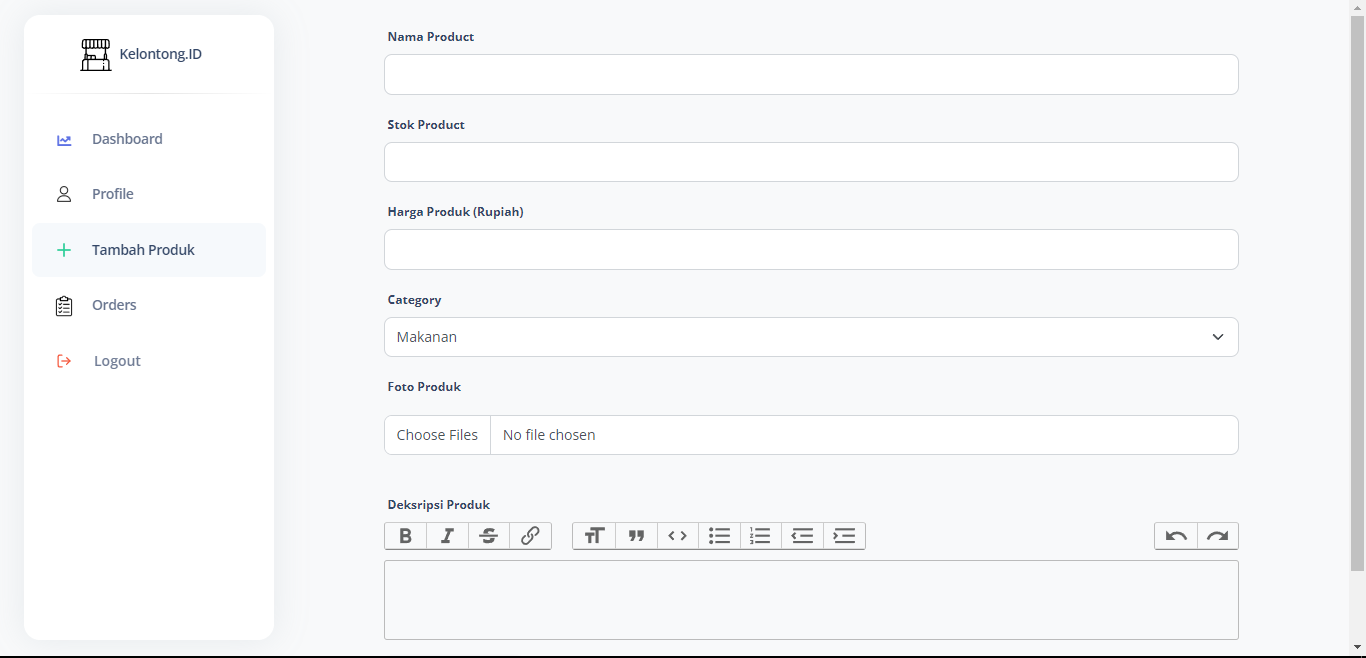 Kelontong.ID
Dashboard
Profile
Tambah Produk
Orders
Logout
Nama Product
Stok Product
Harga Produk (Rupiah)
Category
Makanan
Foto Produk
Choose Files No file chosen
Deksripsi Produk